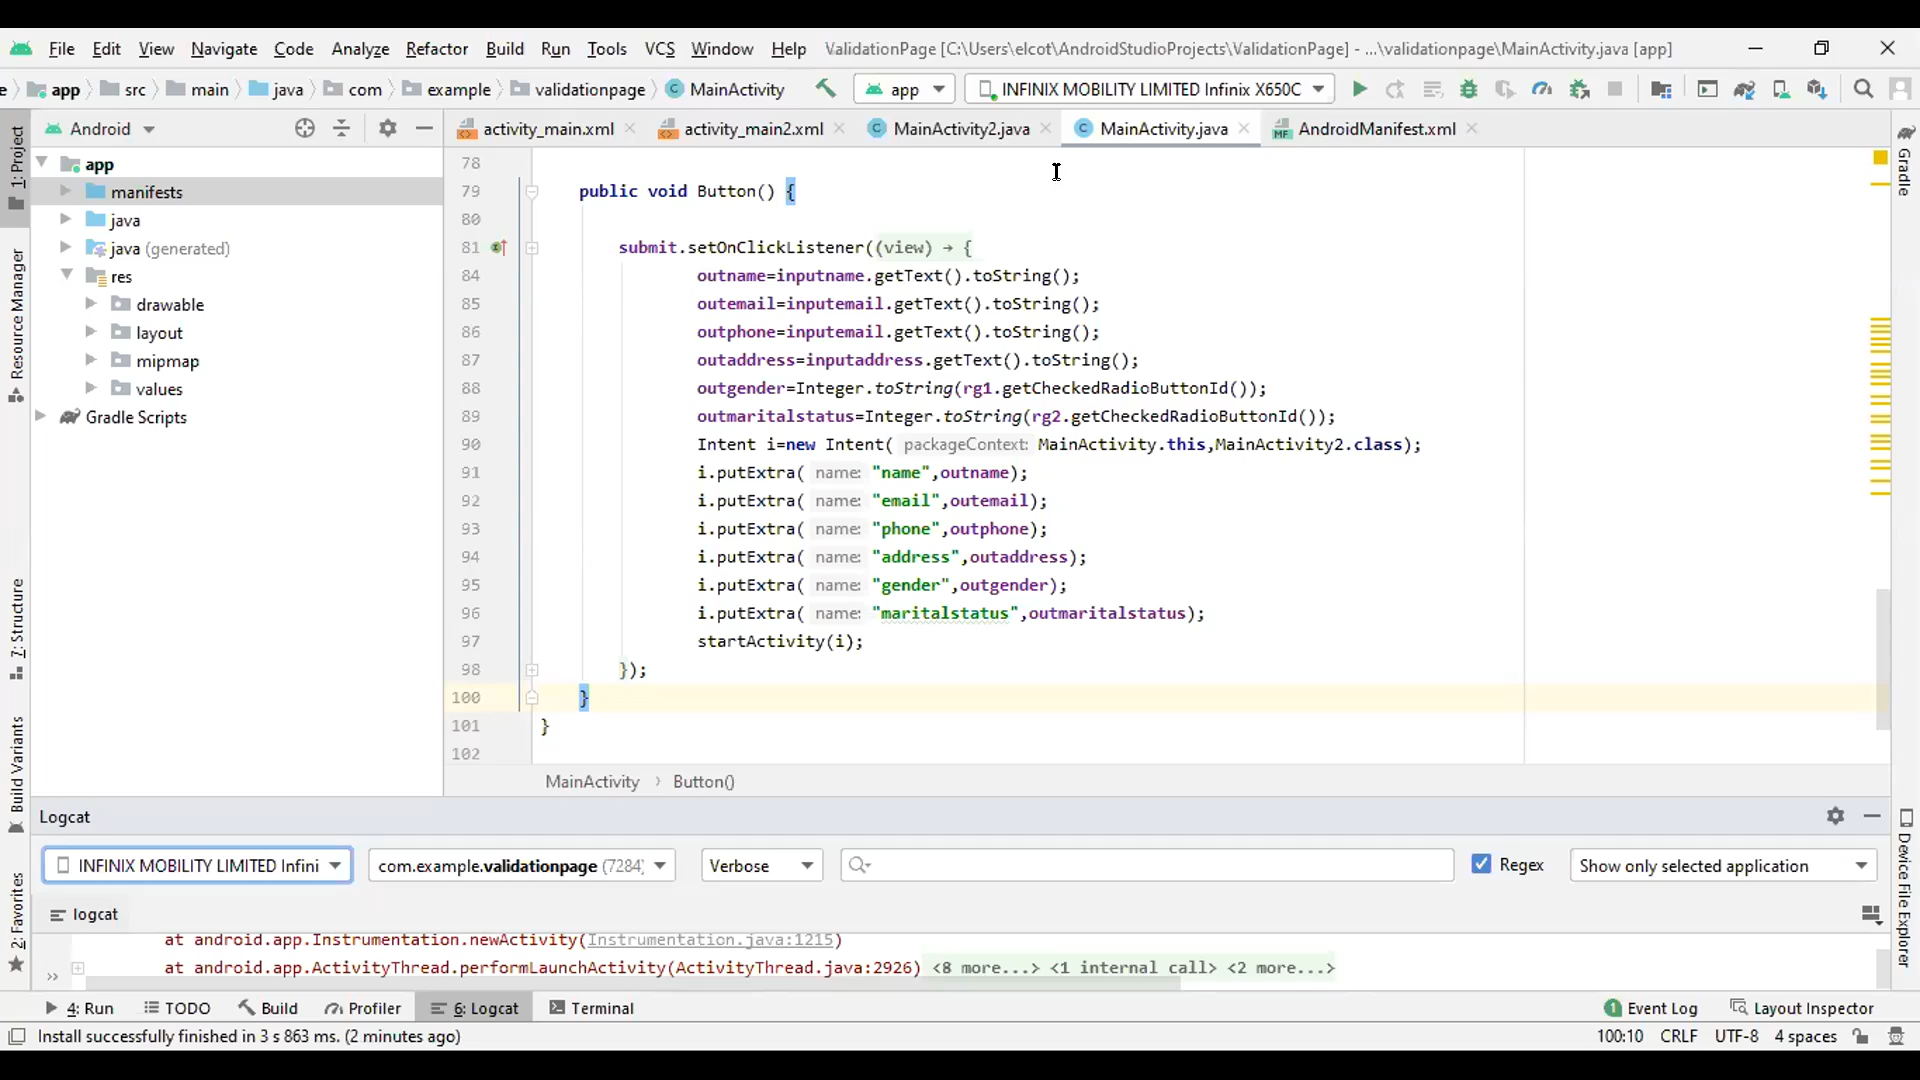 File Edit View Navigate Code Analyze Refactor Build Run Tools VCS Window Help ValidationPage [C:\Users\elcot\AndroidStudioProjects\ValidationPage] - ...\validationpage\MainActivity.java [app]
e app src main java com example validationpage MainActivity app INFINIX MOBILITY LIMITED Infinix X650C
Android activity_main.xml activity_main2.xml MainActivity2.java MainActivity.java AndroidManifest.xml
1: Project
Resource Manager
7: Structure
Build Variants
2: Favorites
app
manifests
java
java (generated)
res
drawable
layout
mipmap
values
Gradle Scripts
78
79 public void Button() {
80
81 submit.setOnClickListener((view) → {
84 outname=inputname.getText().toString();
85 outemail=inputemail.getText().toString();
86 outphone=inputemail.getText().toString();
87 outaddress=inputaddress.getText().toString();
88 outgender=Integer.toString(rg1.getCheckedRadioButtonId());
89 outmaritalstatus=Integer.toString(rg2.getCheckedRadioButtonId());
90 Intent i=new Intent( packageContext: MainActivity.this,MainActivity2.class);
91 i.putExtra( name: "name",outname);
92 i.putExtra( name: "email",outemail);
93 i.putExtra( name: "phone",outphone);
94 i.putExtra( name: "address",outaddress);
95 i.putExtra( name: "gender",outgender);
96 i.putExtra( name: "maritalstatus",outmaritalstatus);
97 startActivity(i);
98 });
100 }
101 }
102
MainActivity › Button()
Gradle
Device File Explorer
Logcat
INFINIX MOBILITY LIMITED Infini com.example.validationpage (7284) Verbose Regex Show only selected application
logcat
at android.app.Instrumentation.newActivity(Instrumentation.java:1215)
» at android.app.ActivityThread.performLaunchActivity(ActivityThread.java:2926) <8 more...> <1 internal call> <2 more...>
4: Run TODO Build Profiler 6: Logcat Terminal 1 Event Log Layout Inspector
Install successfully finished in 3 s 863 ms. (2 minutes ago) 100:10 CRLF UTF-8 4 spaces